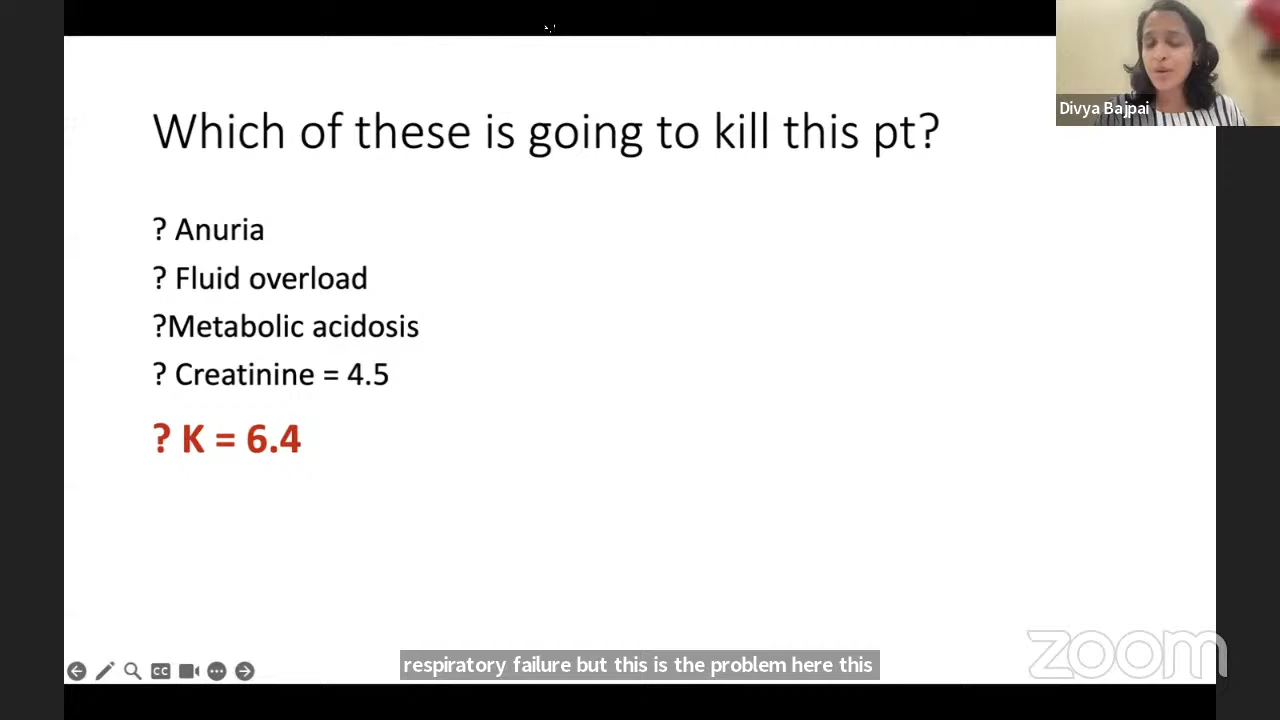 Divya Bajpai
Which of these is going to kill this pt?
? Anuria
? Fluid overload
?Metabolic acidosis
? Creatinine = 4.5
? K = 6.4
CC
respiratory failure but this is the problem here this
zoom